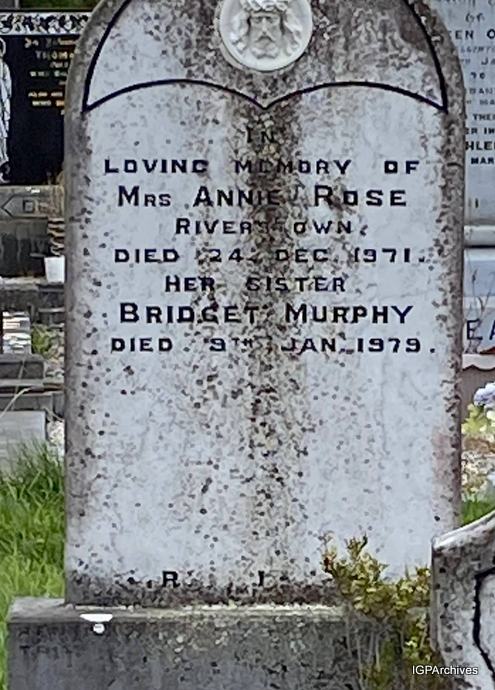 IN
LOVING MEMORY OF
MRS ANNIE ROSE
RIVERSTOWN.
DIED 24 DEC. 1971.
HER SISTER
BRIDGET MURPHY
DIED 9TH JAN. 1979.
R I
IGPArchives